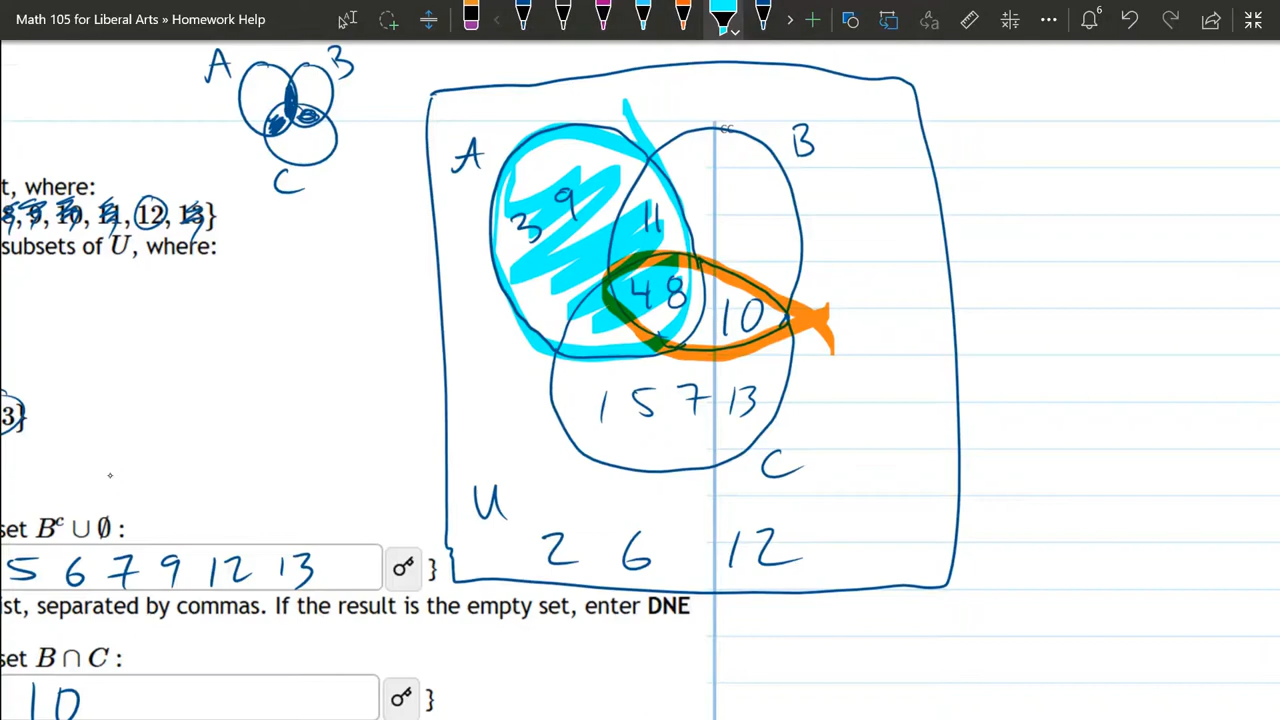 Math 105 for Liberal Arts » Homework Help
6
A B
C
t, where:
8, 9, 10, 11, 12, 13}
subsets of U, where:
3}
A B
3 9 11
4 8 10
1 5 7 13
C
U
2 6 12
set Bᶜ ∪ ∅ :
5 6 7 9 12 13 }
ist, separated by commas. If the result is the empty set, enter DNE
set B ∩ C :
10 }